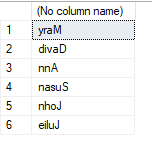 (No column name)
1 yraM
2 divaD
3 nnA
4 nasuS
5 nhoJ
6 eiluJ